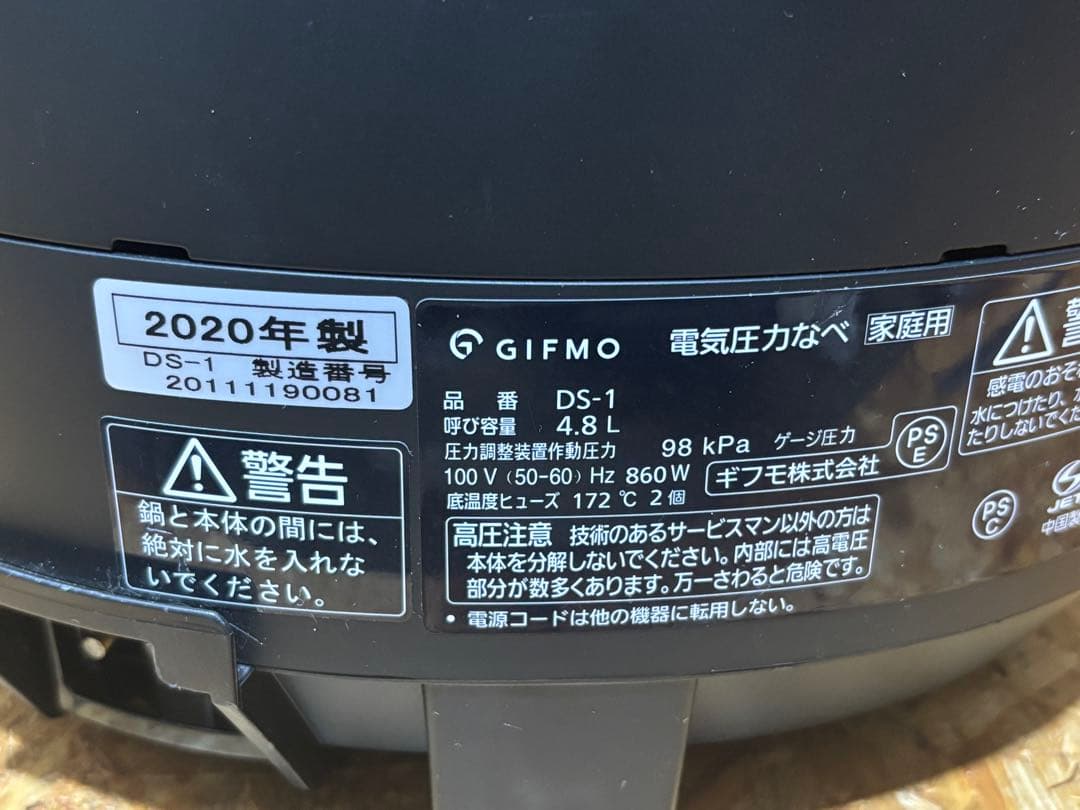 2020年製
DS-1 製造番号
20111190081
警告
鍋と本体の間には、
絶対に水を入れな
いでください。
GIFMO 電気圧力なべ 家庭用
品番 DS-1
呼び容量 4.8 L
圧力調整装置作動圧力 98 kPa ゲージ圧力
100 V (50-60) Hz 860 W ギフモ株式会社
PS
E
底温度ヒューズ 172 ℃ 2 個
高圧注意 技術のあるサービスマン以外の方は
本体を分解しないでください。内部には高電圧
部分が数多くあります。万一さわると危険です。
・電源コードは他の機器に転用しない。
感電のおそ
水につけたり、
たりしないでくだ
PS
C
JET
中国製